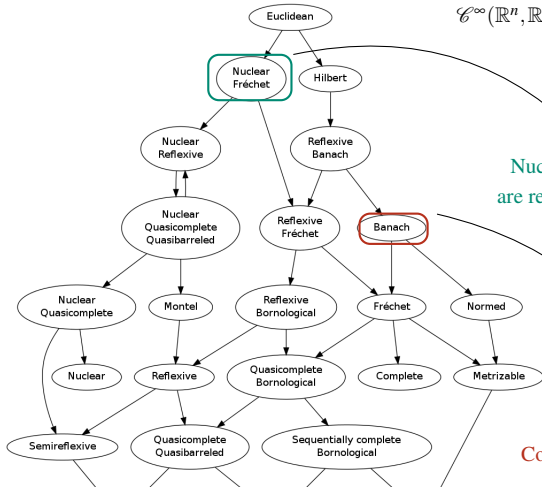 Euclidean
𝒞^∞(ℝⁿ, ℝ
Nuclear
Fréchet
Hilbert
Nuclear
Reflexive
Reflexive
Banach
Nuc
are re
Nuclear
Quasicomplete
Quasibarreled
Reflexive
Fréchet
Banach
Nuclear
Quasicomplete
Montel
Reflexive
Bornological
Fréchet
Normed
Nuclear
Reflexive
Quasicomplete
Bornological
Complete
Metrizable
Semireflexive
Quasicomplete
Quasibarreled
Sequentially complete
Bornological
Co